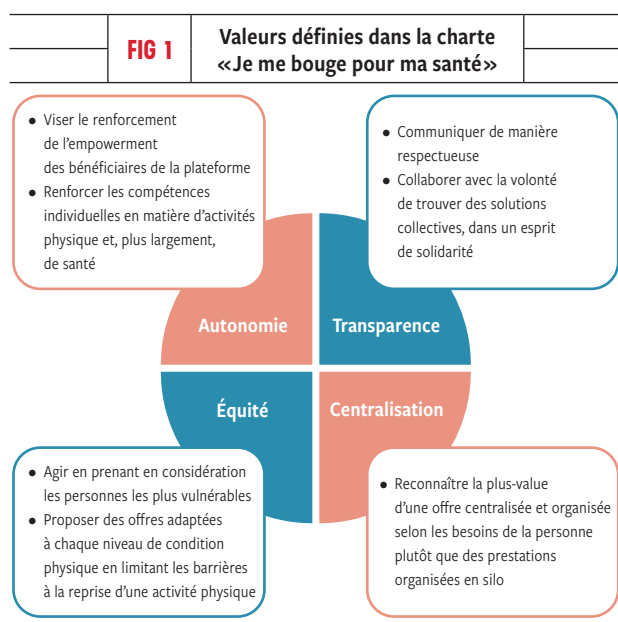 FIG 1
Valeurs définies dans la charte
«Je me bouge pour ma santé»
• Viser le renforcement
de l'empowerment
des bénéficiaires de la plateforme
• Renforcer les compétences
individuelles en matière d'activités
physique et, plus largement,
de santé
• Communiquer de manière
respectueuse
• Collaborer avec la volonté
de trouver des solutions
collectives, dans un esprit
de solidarité
Autonomie
Transparence
Équité
Centralisation
• Agir en prenant en considération
les personnes les plus vulnérables
• Proposer des offres adaptées
à chaque niveau de condition
physique en limitant les barrières
à la reprise d'une activité physique
• Reconnaître la plus-value
d'une offre centralisée et organisée
selon les besoins de la personne
plutôt que des prestations
organisées en silo